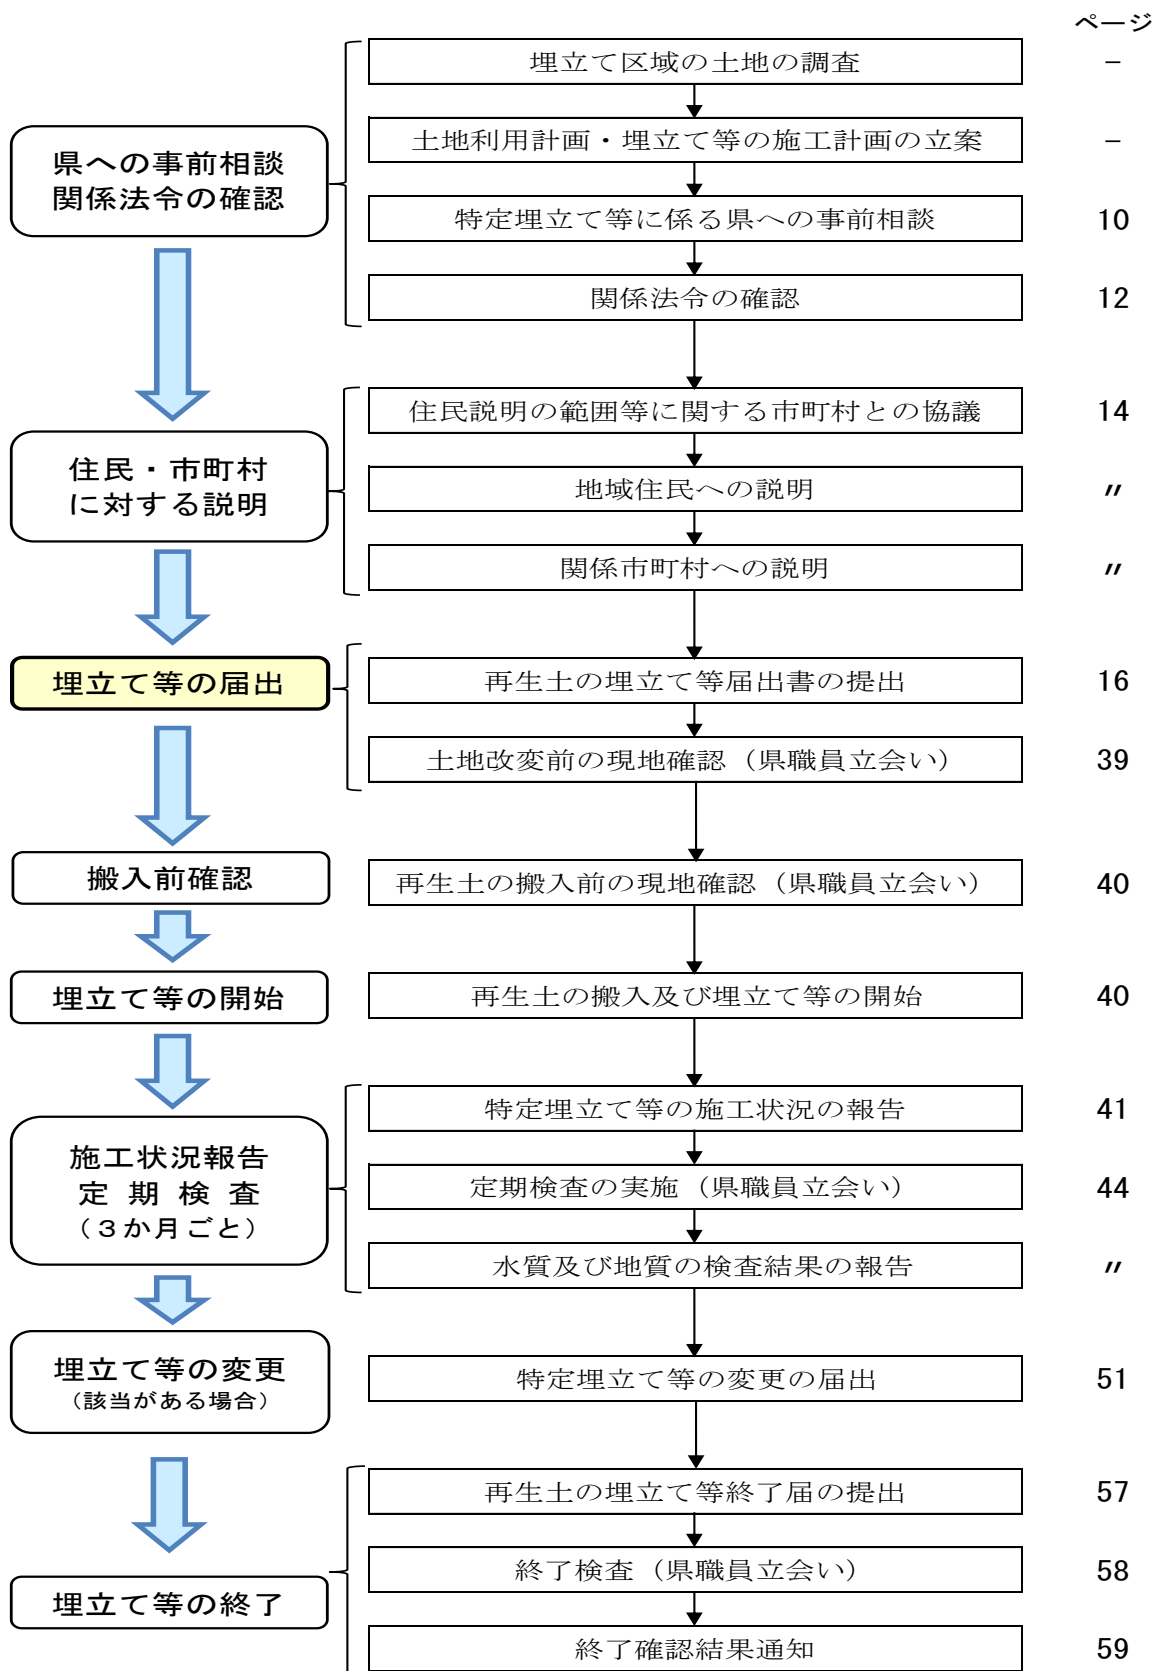 ページ
埋立て区域の土地の調査
－
土地利用計画・埋立て等の施工計画の立案
－
県への事前相談
関係法令の確認
特定埋立て等に係る県への事前相談
10
関係法令の確認
12
住民説明の範囲等に関する市町村との協議
14
住民・市町村
に対する説明
地域住民への説明
〃
関係市町村への説明
〃
埋立て等の届出
再生土の埋立て等届出書の提出
16
土地改変前の現地確認（県職員立会い）
39
搬入前確認
再生土の搬入前の現地確認（県職員立会い）
40
埋立て等の開始
再生土の搬入及び埋立て等の開始
40
特定埋立て等の施工状況の報告
41
施工状況報告
定 期 検 査
（３か月ごと）
定期検査の実施（県職員立会い）
44
水質及び地質の検査結果の報告
〃
埋立て等の変更
（該当がある場合）
特定埋立て等の変更の届出
51
再生土の埋立て等終了届の提出
57
終了検査（県職員立会い）
58
埋立て等の終了
終了確認結果通知
59